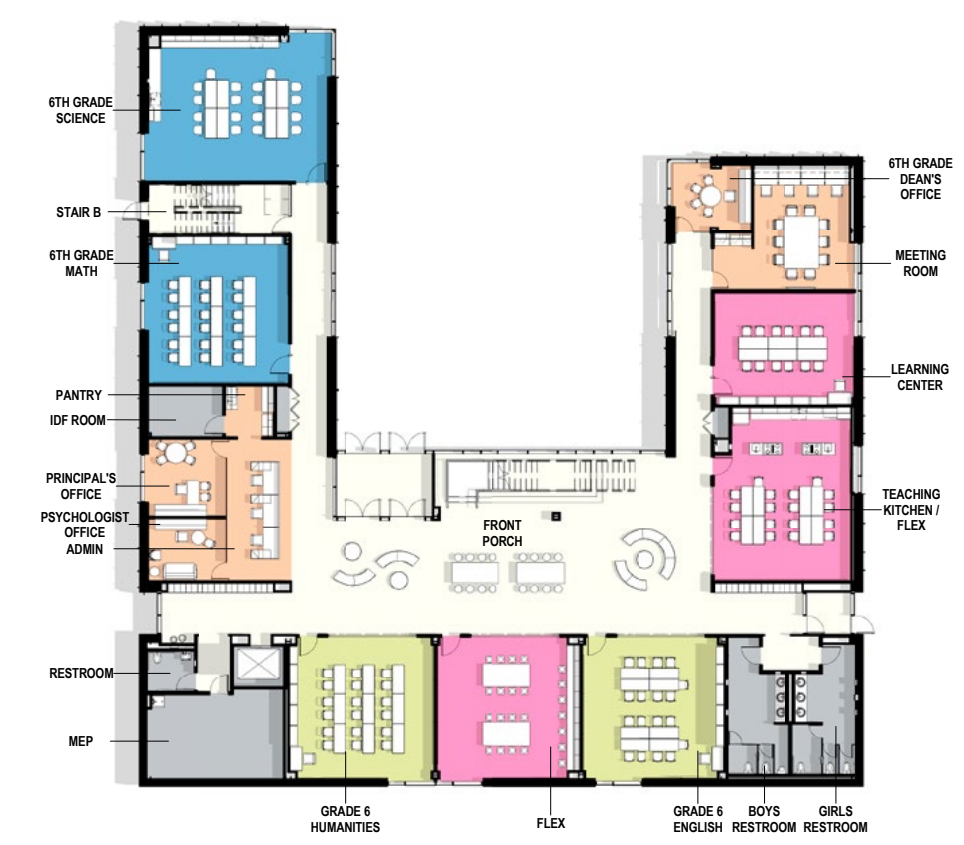 6TH GRADE
SCIENCE
STAIR B
6TH GRADE
MATH
PANTRY
IDF ROOM
PRINCIPAL'S
OFFICE
PSYCHOLOGIST
OFFICE
ADMIN
RESTROOM
MEP
FRONT
PORCH
6TH GRADE
DEAN'S
OFFICE
MEETING
ROOM
LEARNING
CENTER
TEACHING
KITCHEN /
FLEX
GRADE 6
HUMANITIES
FLEX
GRADE 6
ENGLISH
BOYS
RESTROOM
GIRLS
RESTROOM